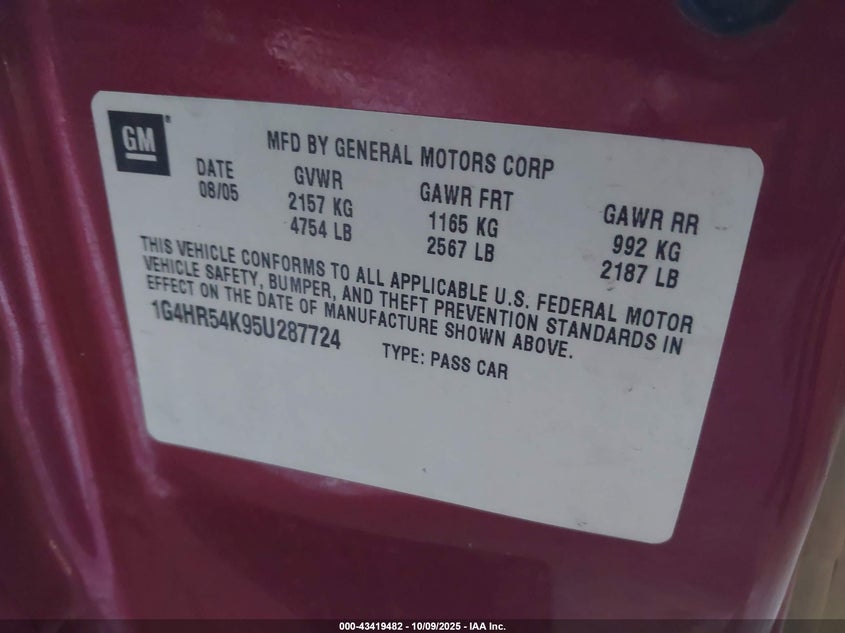 GM
MFD BY GENERAL MOTORS CORP
DATE GVWR GAWR FRT GAWR RR
08/05 2157 KG 1165 KG 992 KG
4754 LB 2567 LB 2187 LB
THIS VEHICLE CONFORMS TO ALL APPLICABLE U.S. FEDERAL MOTOR
VEHICLE SAFETY, BUMPER, AND THEFT PREVENTION STANDARDS IN
EFFECT ON THE DATE OF MANUFACTURE SHOWN ABOVE.
1G4HR54K95U287724 TYPE: PASS CAR
000-43419482 - 10/09/2025 - IAA Inc.